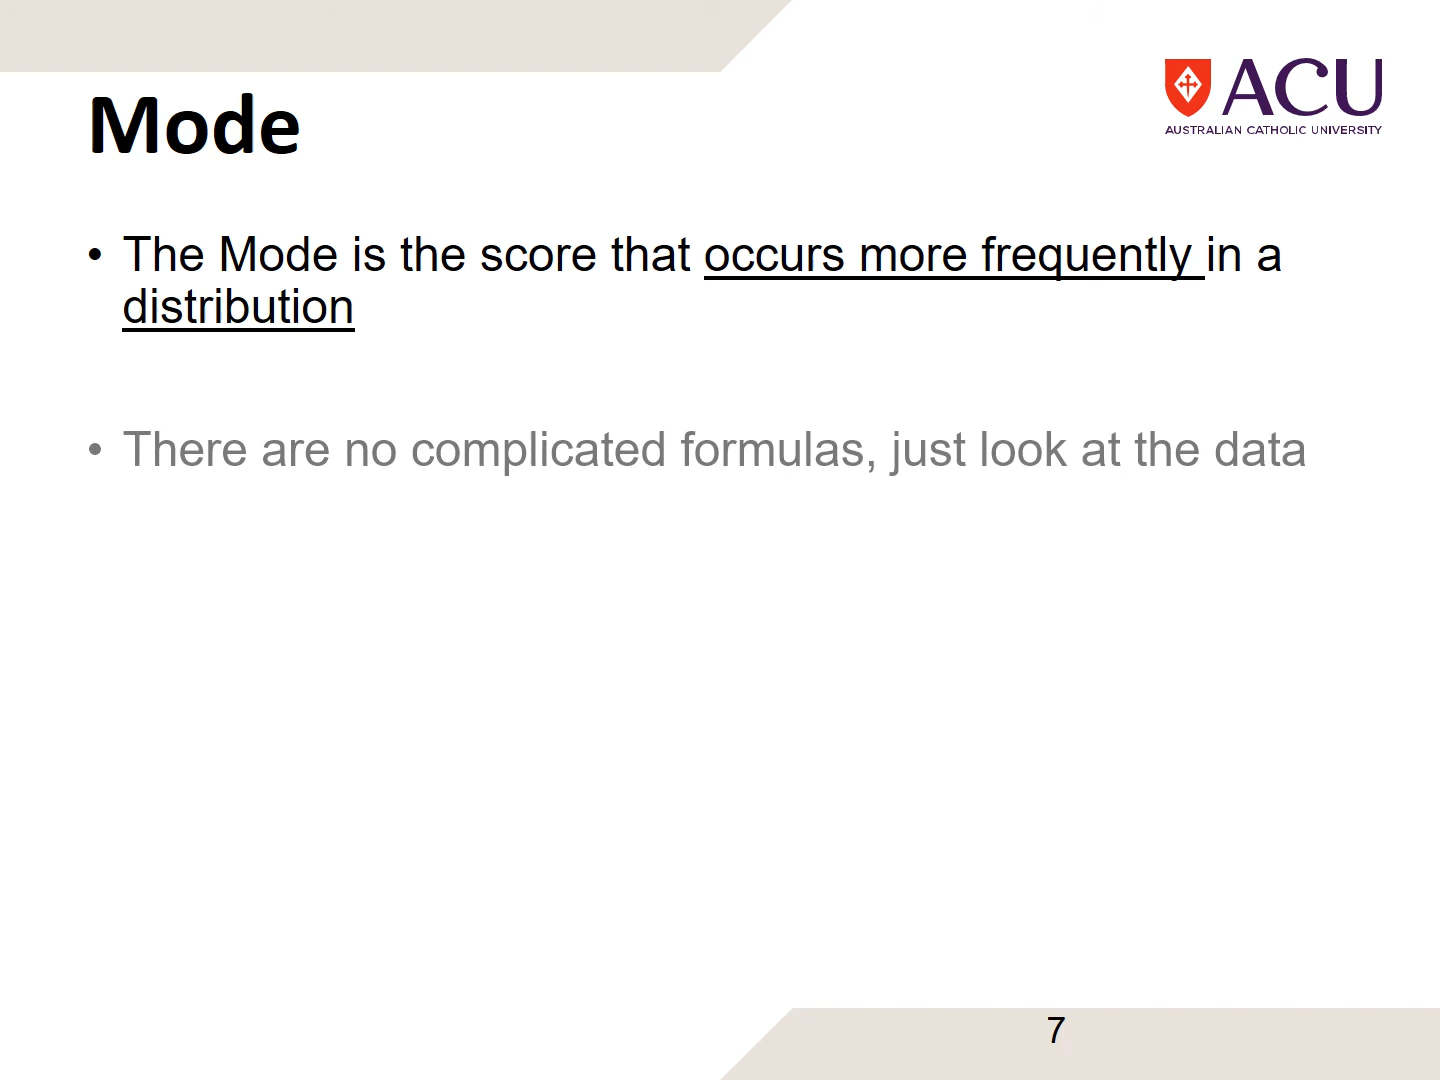 ACU
AUSTRALIAN CATHOLIC UNIVERSITY
Mode
• The Mode is the score that occurs more frequently in a
distribution
• There are no complicated formulas, just look at the data
7